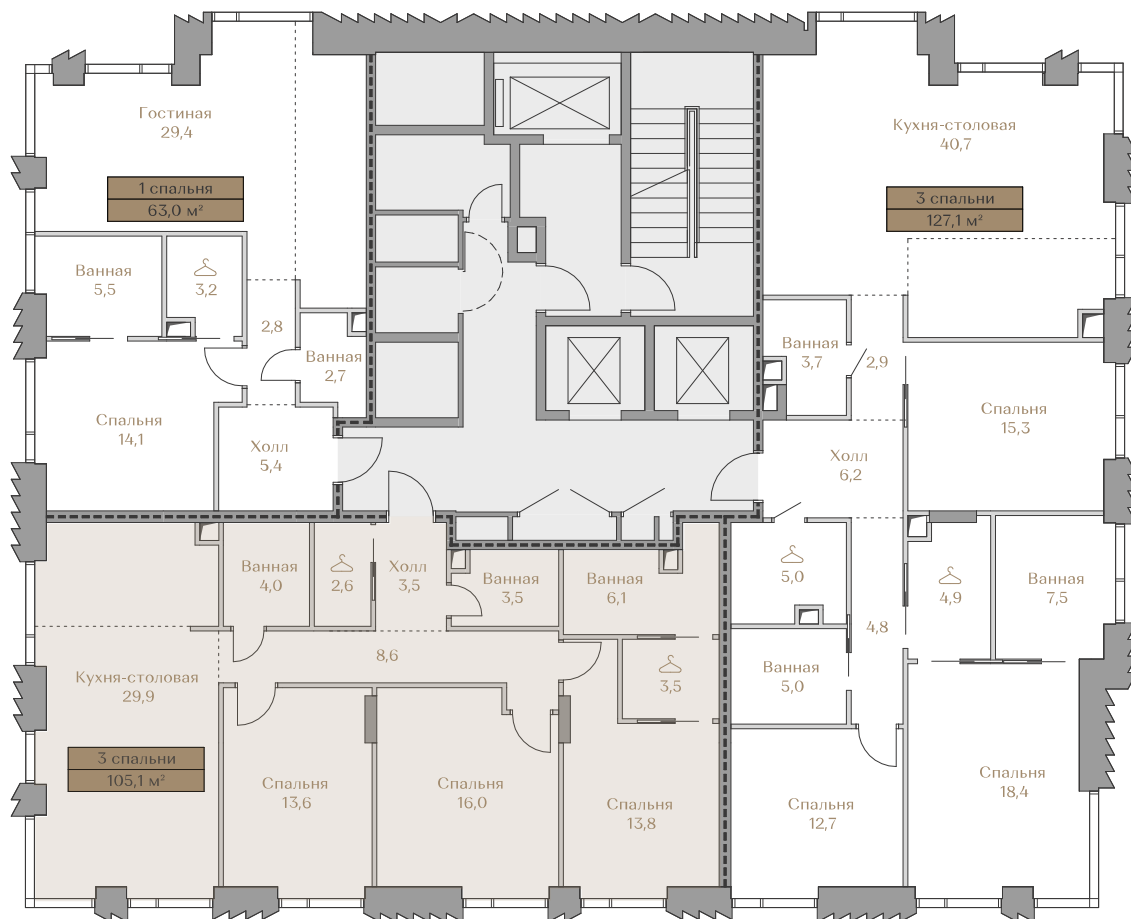 Гостиная
29,4
1 спальня
63,0 м²
Ванная
5,5
3,2
2,8
Ванная
2,7
Спальня
14,1
Холл
5,4
Кухня-столовая
40,7
3 спальни
127,1 м²
Ванная
3,7
2,9
Спальня
15,3
Холл
6,2
5,0
4,9
Ванная
7,5
4,8
Ванная
5,0
Спальня
12,7
Спальня
18,4
Ванная
4,0
2,6
Холл
3,5
Ванная
3,5
Ванная
6,1
8,6
3,5
Кухня-столовая
29,9
3 спальни
105,1 м²
Спальня
13,6
Спальня
16,0
Спальня
13,8